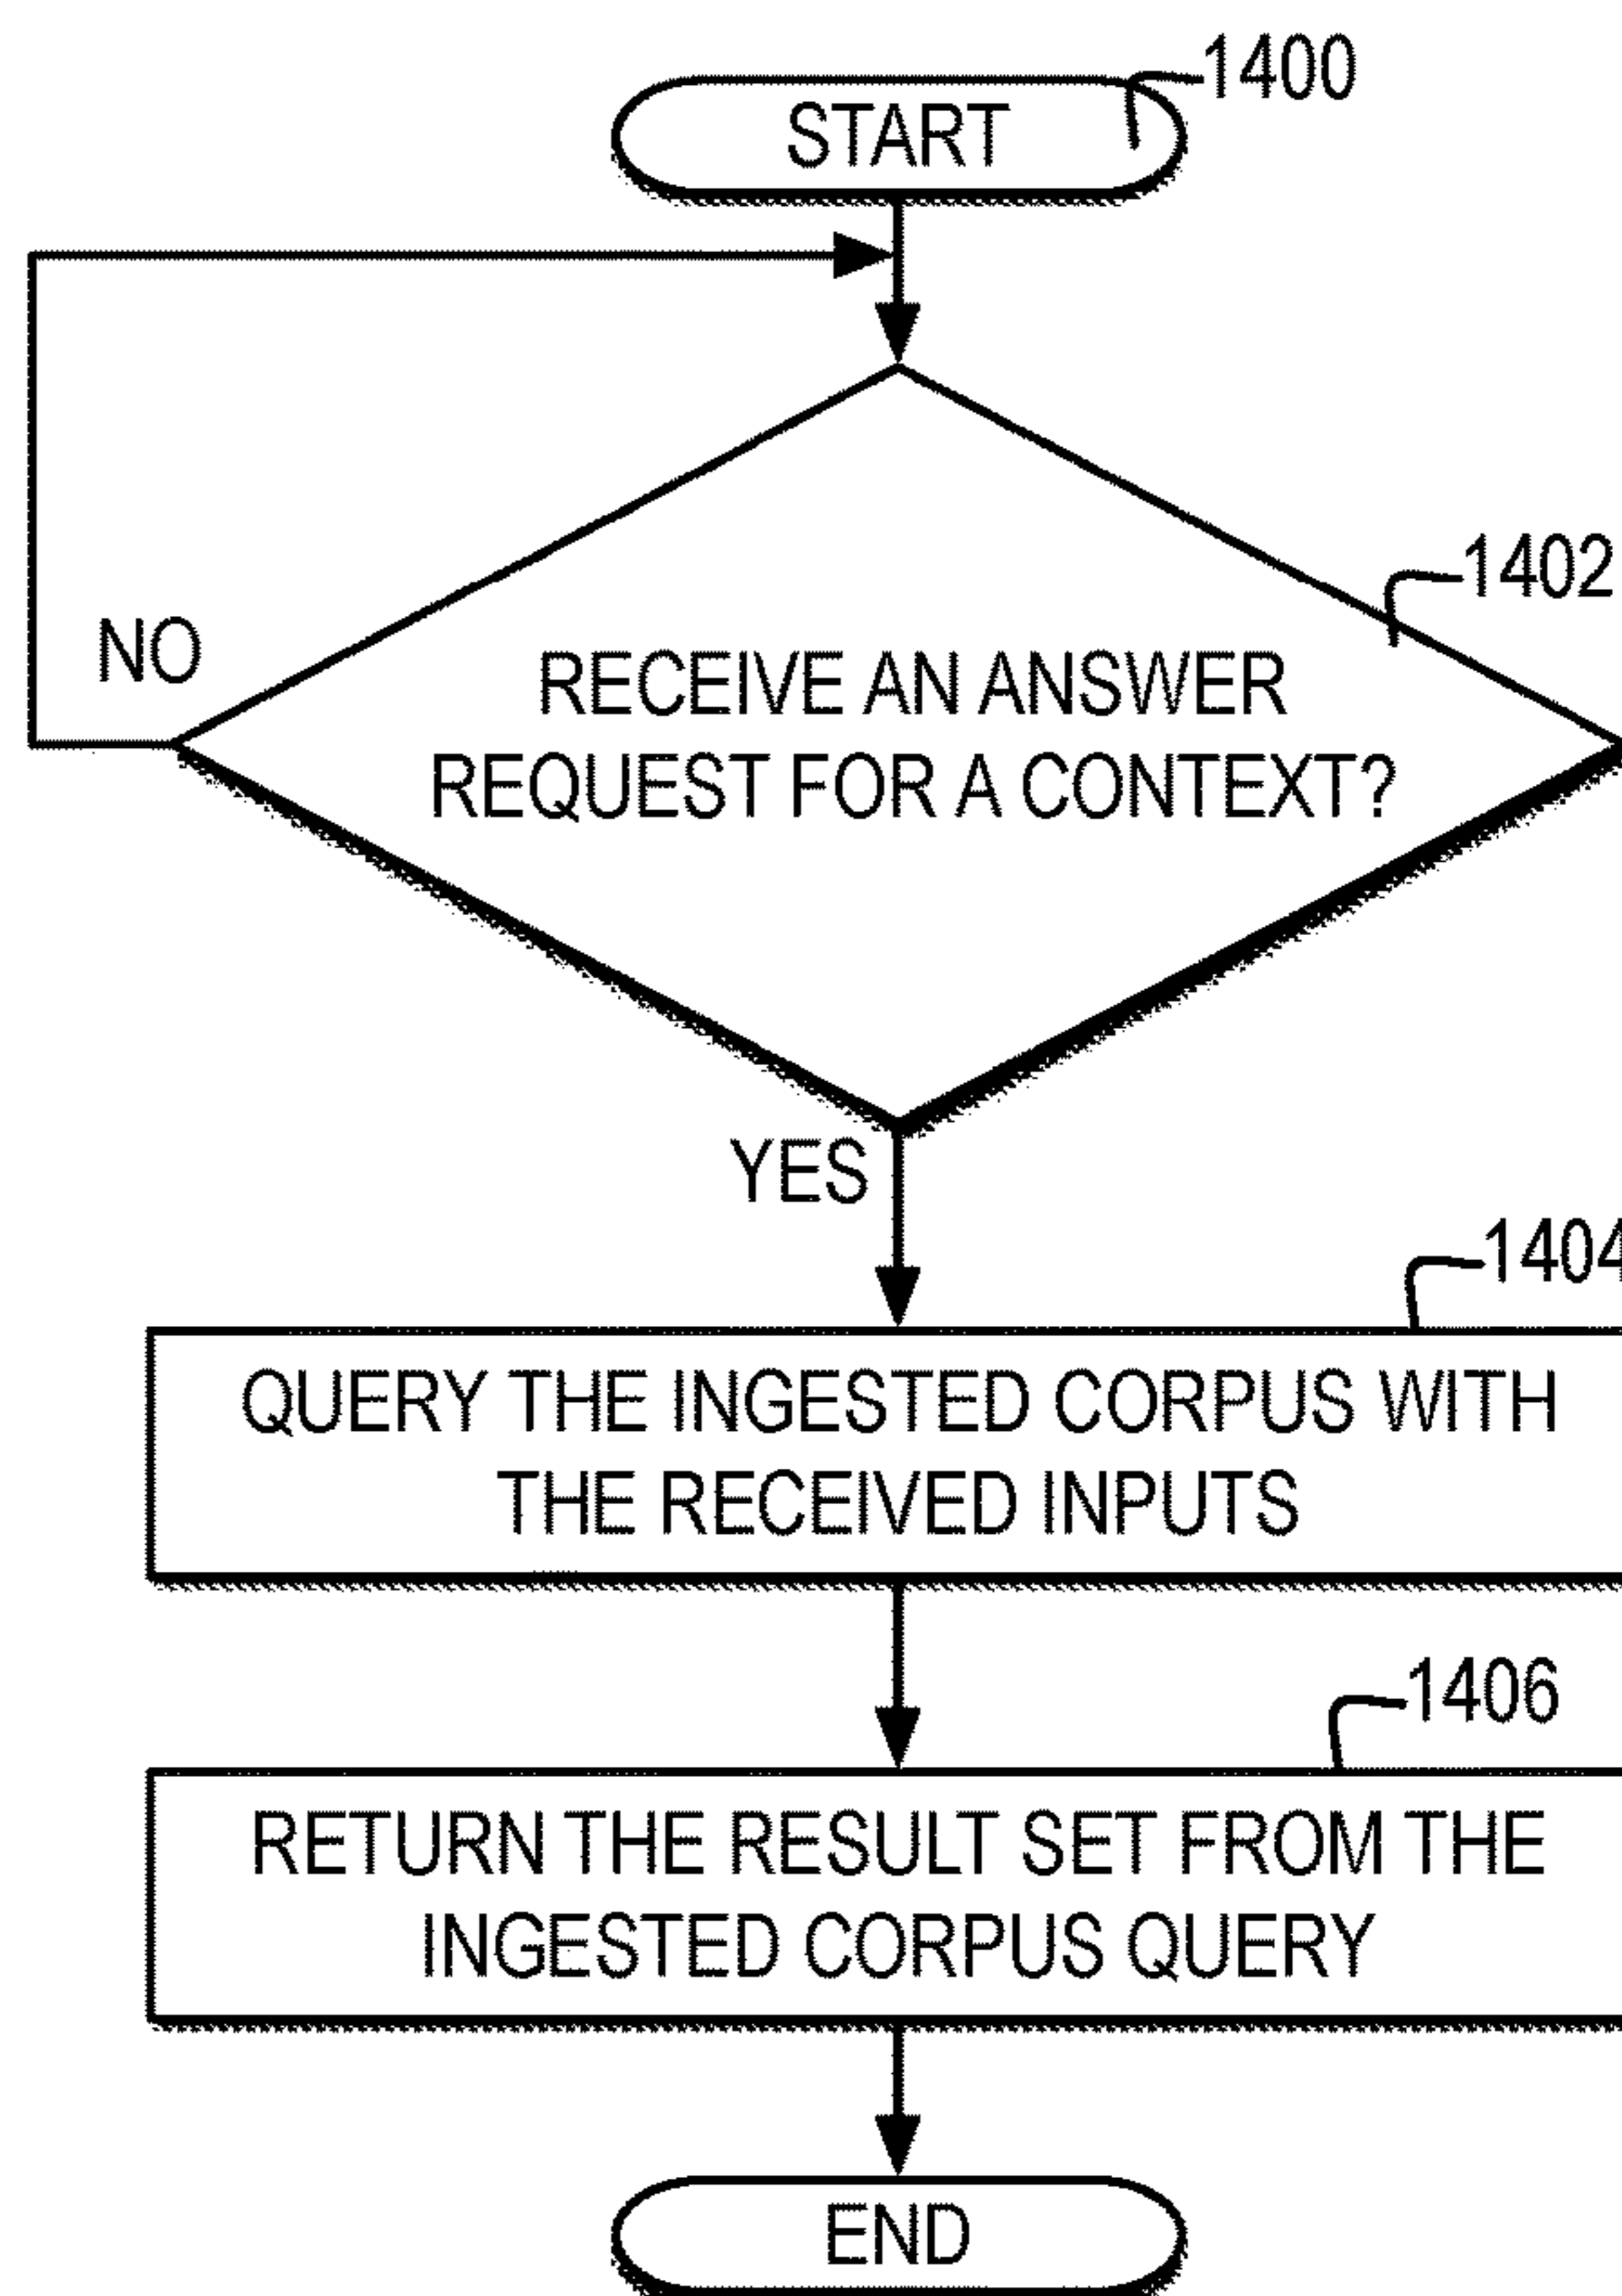 1400
START
1402
NO
RECEIVE AN ANSWER
REQUEST FOR A CONTEXT?
YES
1404
QUERY THE INGESTED CORPUS WITH
THE RECEIVED INPUTS
1406
RETURN THE RESULT SET FROM THE
INGESTED CORPUS QUERY
END